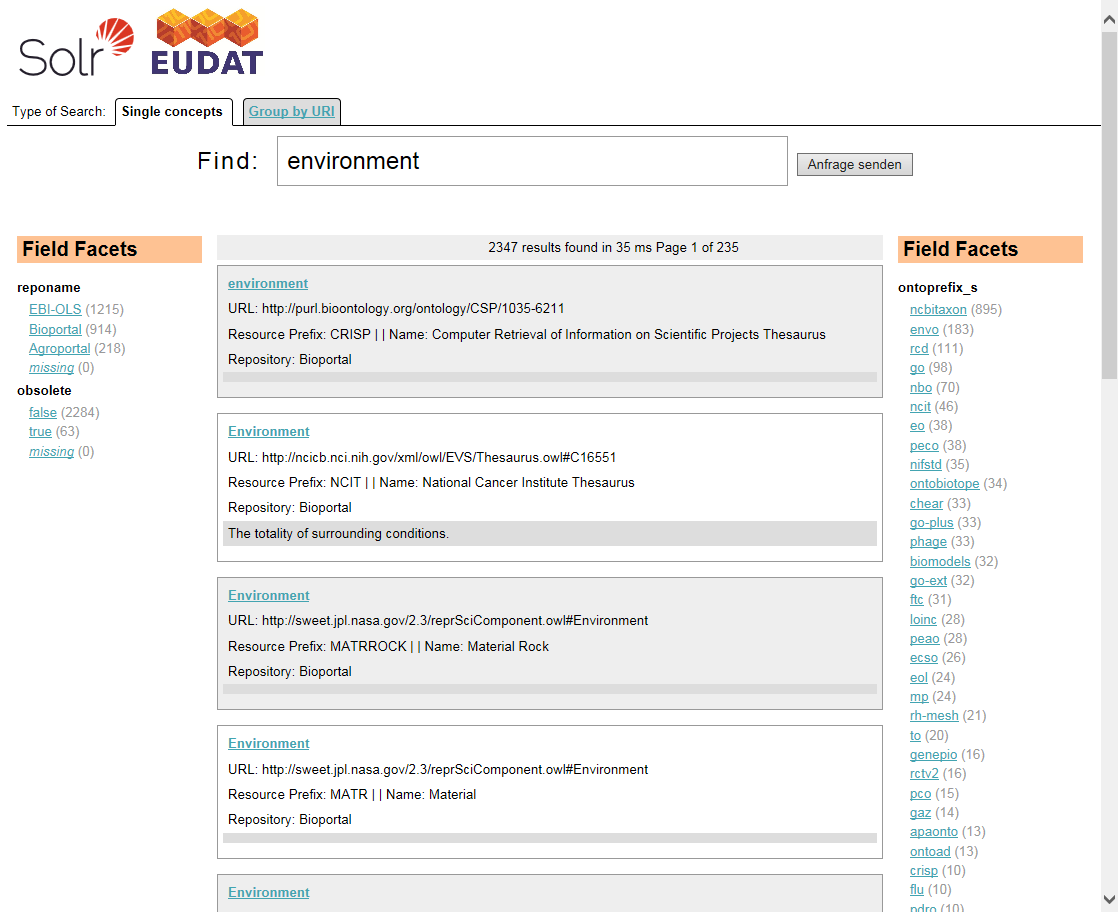 Solr EUDAT
Type of Search: Single concepts Group by URI
Find: environment Anfrage senden
Field Facets
reponame
EBI-OLS (1215)
Bioportal (914)
Agroportal (218)
missing (0)
obsolete
false (2284)
true (63)
missing (0)
2347 results found in 35 ms Page 1 of 235
environment
URL: http://purl.bioontology.org/ontology/CSP/1035-6211
Resource Prefix: CRISP | | Name: Computer Retrieval of Information on Scientific Projects Thesaurus
Repository: Bioportal
Environment
URL: http://ncicb.nci.nih.gov/xml/owl/EVS/Thesaurus.owl#C16551
Resource Prefix: NCIT | | Name: National Cancer Institute Thesaurus
Repository: Bioportal
The totality of surrounding conditions.
Environment
URL: http://sweet.jpl.nasa.gov/2.3/reprSciComponent.owl#Environment
Resource Prefix: MATRROCK | | Name: Material Rock
Repository: Bioportal
Environment
URL: http://sweet.jpl.nasa.gov/2.3/reprSciComponent.owl#Environment
Resource Prefix: MATR | | Name: Material
Repository: Bioportal
Environment
Field Facets
ontoprefix_s
ncbitaxon (895)
envo (183)
rcd (111)
go (98)
nbo (70)
ncit (46)
eo (38)
peco (38)
nifstd (35)
ontobiotope (34)
chear (33)
go-plus (33)
phage (33)
biomodels (32)
go-ext (32)
ftc (31)
loinc (28)
peao (28)
ecso (26)
eol (24)
mp (24)
rh-mesh (21)
to (20)
genepio (16)
rctv2 (16)
pco (15)
gaz (14)
apaonto (13)
ontoad (13)
crisp (10)
flu (10)
pdro (10)